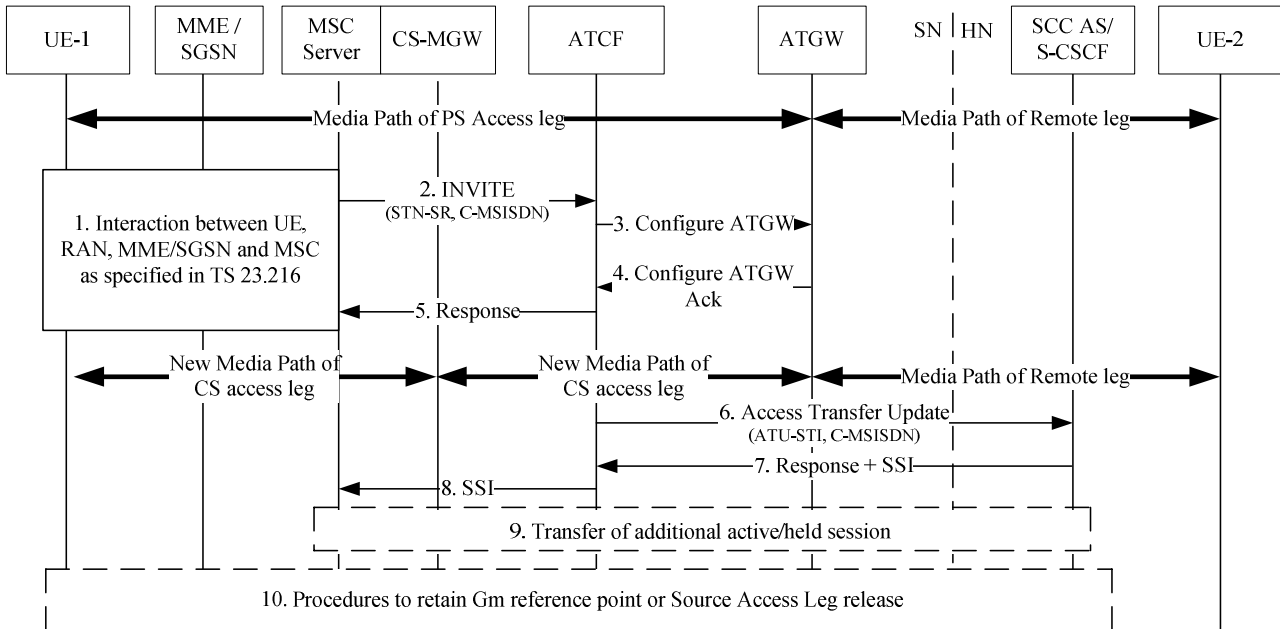 UE-1
MME /
SGSN
MSC
Server
CS-MGW
ATCF
ATGW
SN
HN
SCC AS/
S-CSCF
UE-2
Media Path of PS Access leg
Media Path of Remote leg
1. Interaction between UE,
RAN, MME/SGSN and MSC
as specified in TS 23.216
2. INVITE
(STN-SR, C-MSISDN)
3. Configure ATGW
4. Configure ATGW
Ack
5. Response
New Media Path of
CS access leg
New Media Path of
CS access leg
Media Path of Remote leg
6. Access Transfer Update
(ATU-STI, C-MSISDN)
7. Response + SSI
8. SSI
9. Transfer of additional active/held session
10. Procedures to retain Gm reference point or Source Access Leg release